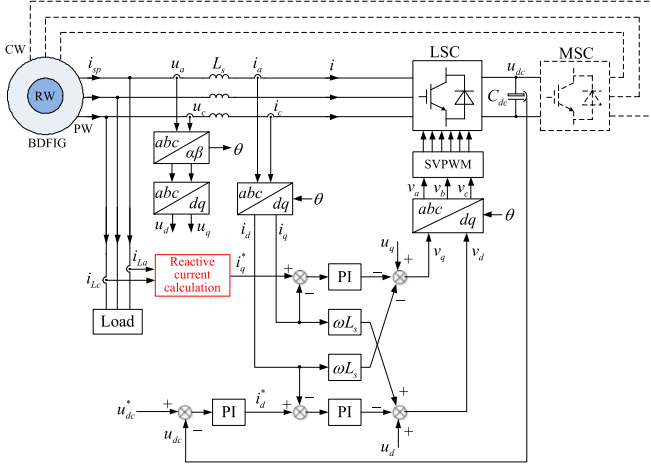 CW
i_sp
u_a
L_s
i_a
i
LSC
u_dc
MSC
RW
C_dc
PW
BDFIG
u_c
i_c
abc
αβ
θ
SVPWM
v_a
v_b
v_c
abc
dq
abc
dq
θ
abc
dq
θ
u_d
u_q
i_d
i_q
u_q
v_q
v_d
i_La
i_Lc
Reactive
current
calculation
i_q^*
+
−
PI
−
+
−
Load
ωL_s
ωL_s
u_dc^*
+
−
u_dc
PI
i_d^*
+
−
PI
−
+
+
u_d